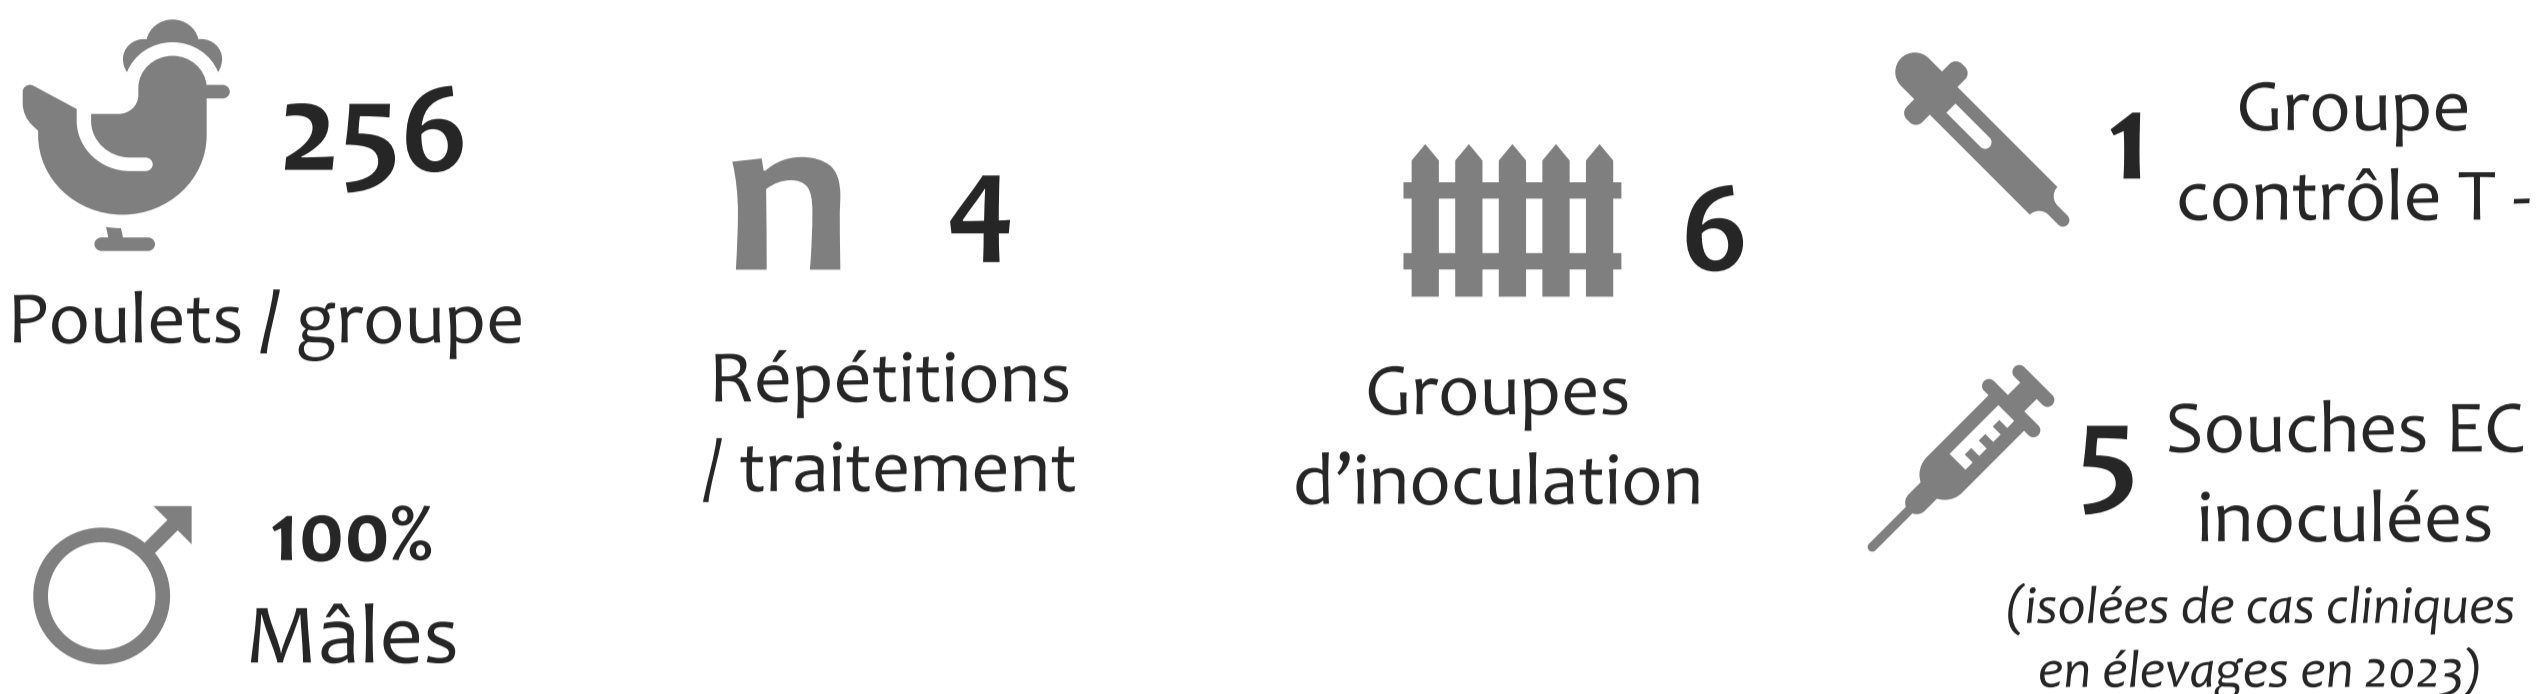 256
Poulets / groupe
100%
Mâles
n 4
Répétitions
/ traitement
6
Groupes
d’inoculation
1 Groupe
contrôle T -
5 Souches EC
inoculées
(isolées de cas cliniques
en élevages en 2023)